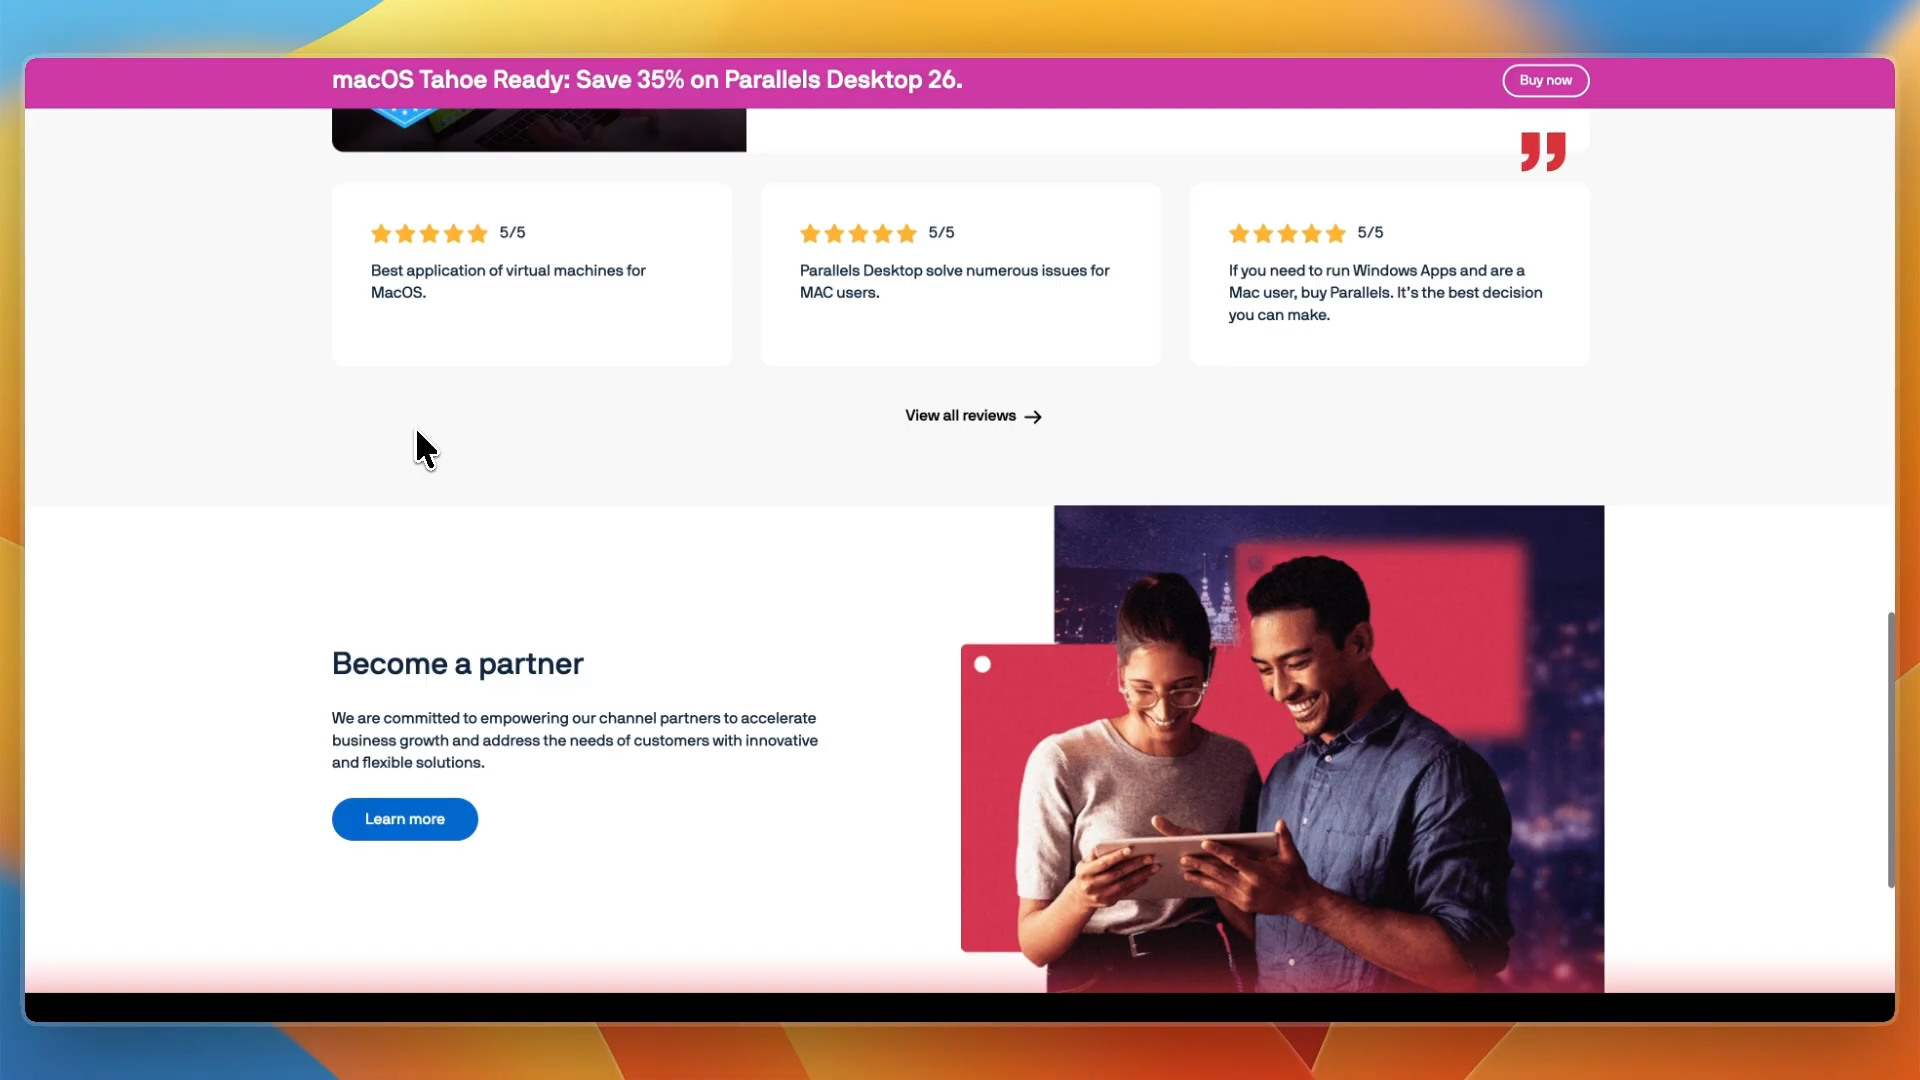 macOS Tahoe Ready: Save 35% on Parallels Desktop 26.
Buy now
5/5
Best application of virtual machines for
MacOS.
5/5
Parallels Desktop solve numerous issues for
MAC users.
5/5
If you need to run Windows Apps and are a
Mac user, buy Parallels. It's the best decision
you can make.
View all reviews
Become a partner
We are committed to empowering our channel partners to accelerate
business growth and address the needs of customers with innovative
and flexible solutions.
Learn more